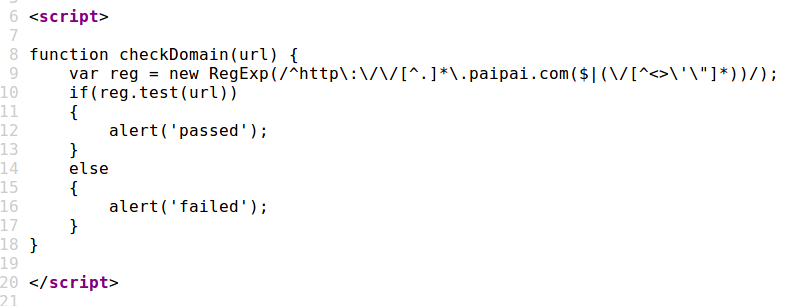 6 <script>
7
8 function checkDomain(url) {
9     var reg = new RegExp(/^http\:\/\/[^.]*\.paipai.com($|(\/[^<>\'\"]*))/);
10     if(reg.test(url))
11     {
12         alert('passed');
13     }
14     else
15     {
16         alert('failed');
17     }
18 }
19
20 </script>
21